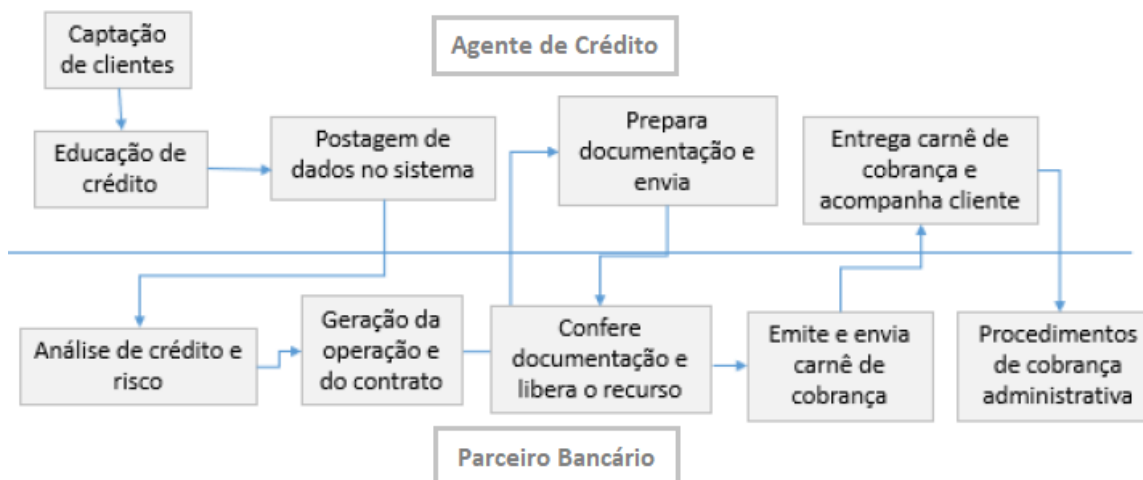 Captação
de clientes
Agente de Crédito
Educação de
crédito
Postagem de
dados no sistema
Prepara
documentação e
envia
Entrega carnê de
cobrança e
acompanha cliente
Análise de crédito e
risco
Geração da
operação e
do contrato
Confere
documentação e
libera o recurso
Emite e envia
carnê de
cobrança
Procedimentos
de cobrança
administrativa
Parceiro Bancário